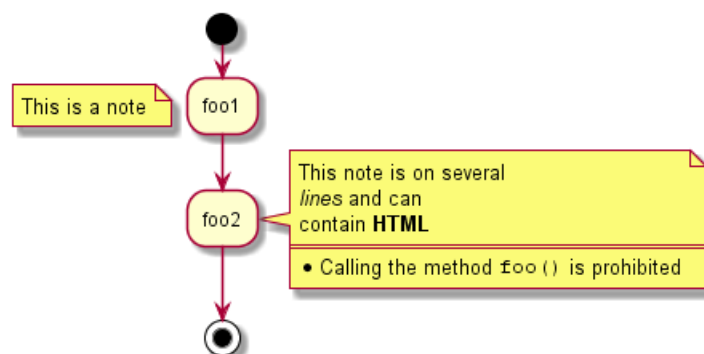 This is a note
foo1
This note is on several
lines and can
contain HTML
foo2
• Calling the method foo() is prohibited